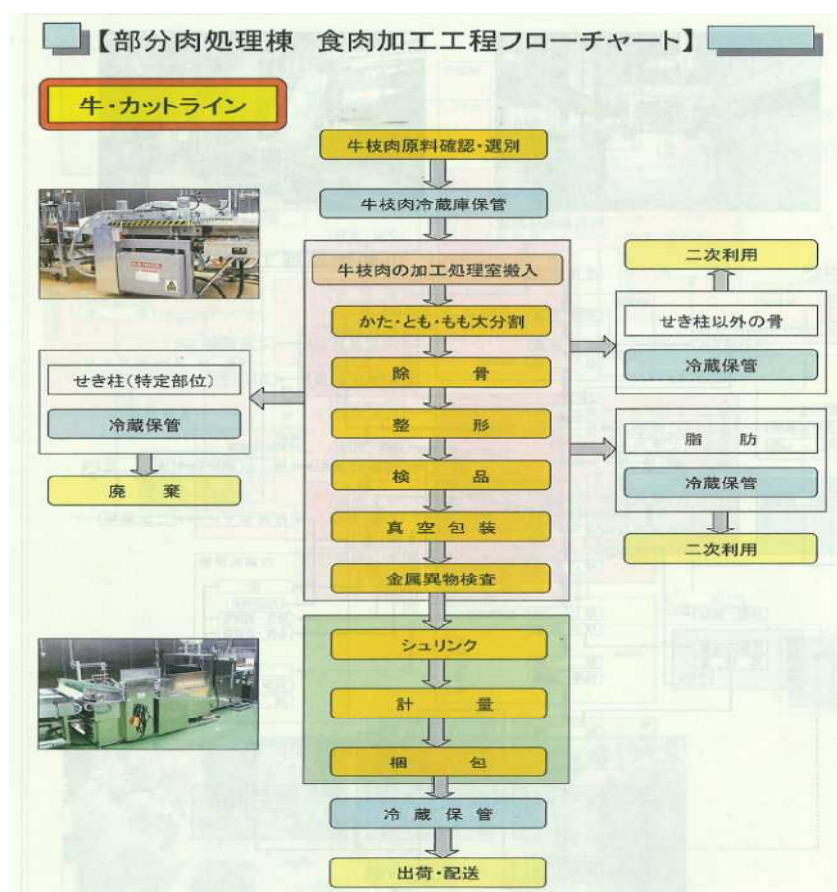 【部分肉処理棟 食肉加工工程フローチャート】
牛・カットライン
牛枝肉原料確認・選別
牛枝肉冷蔵庫保管
牛枝肉の加工処理室搬入
かた・とも・もも大分割
除 骨
整 形
検 品
真 空 包 装
金属異物検査
せき柱(特定部位)
冷蔵保管
廃 棄
二次利用
せき柱以外の骨
冷蔵保管
脂 肪
冷蔵保管
二次利用
シュリンク
計 量
梱 包
冷 蔵 保 管
出荷・配送